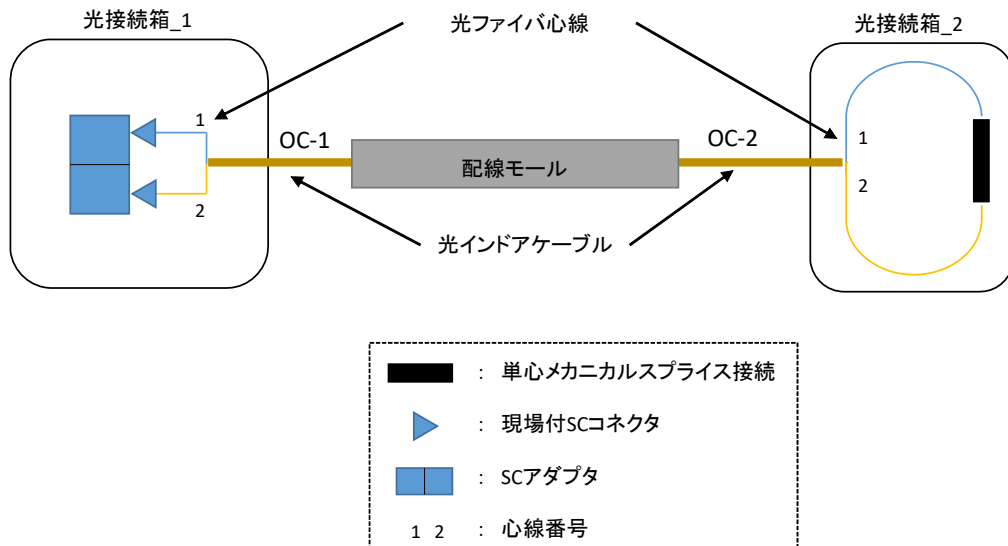 光接続箱_1
光ファイバ心線
光接続箱_2
1
OC-1
配線モール
OC-2
1
2
2
光インドアケーブル
： 単心メカニカルスプライス接続
： 現場付SCコネクタ
： SCアダプタ
1 2 ： 心線番号